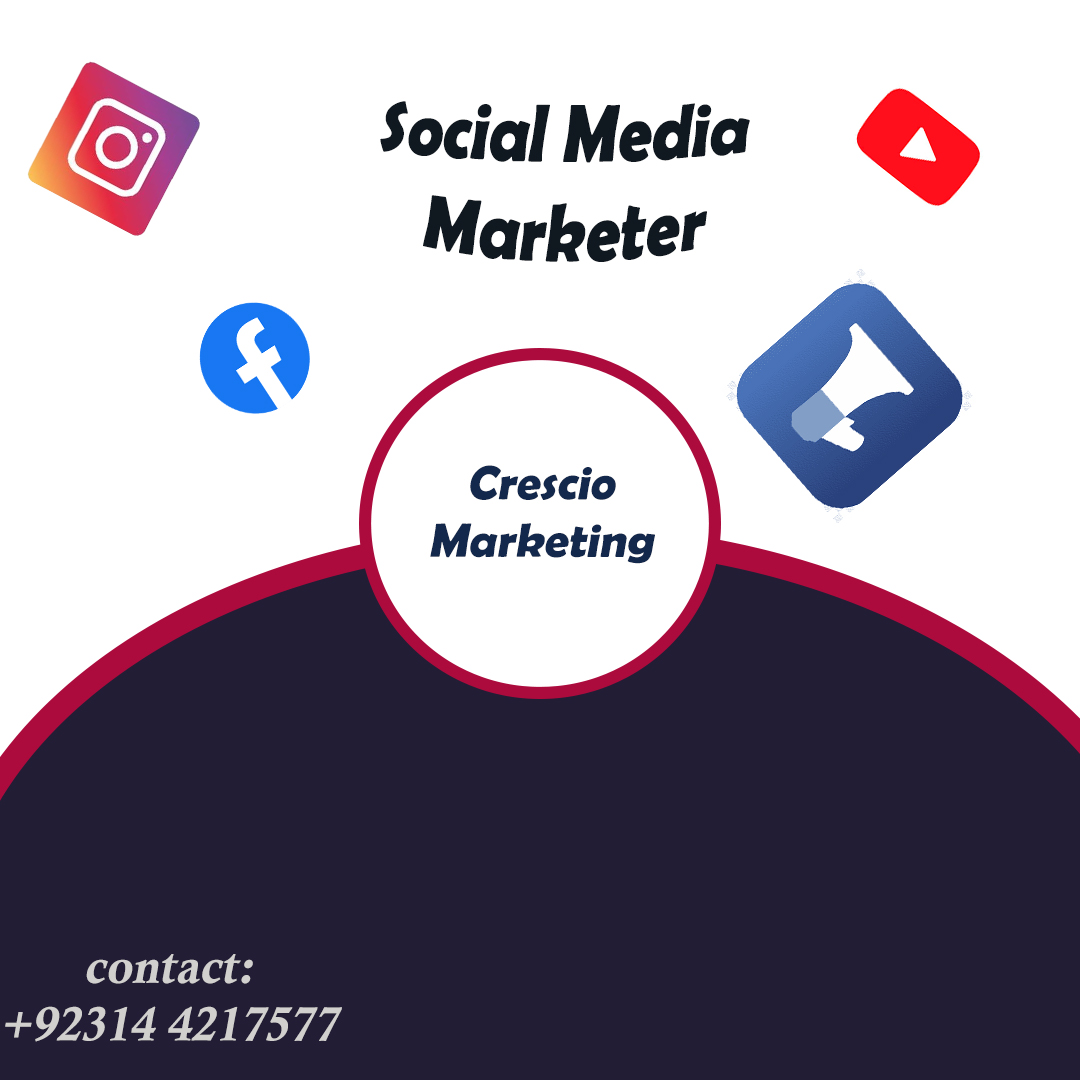 Social Media
Marketer
Crescio
Marketing
contact:
+92314 4217577